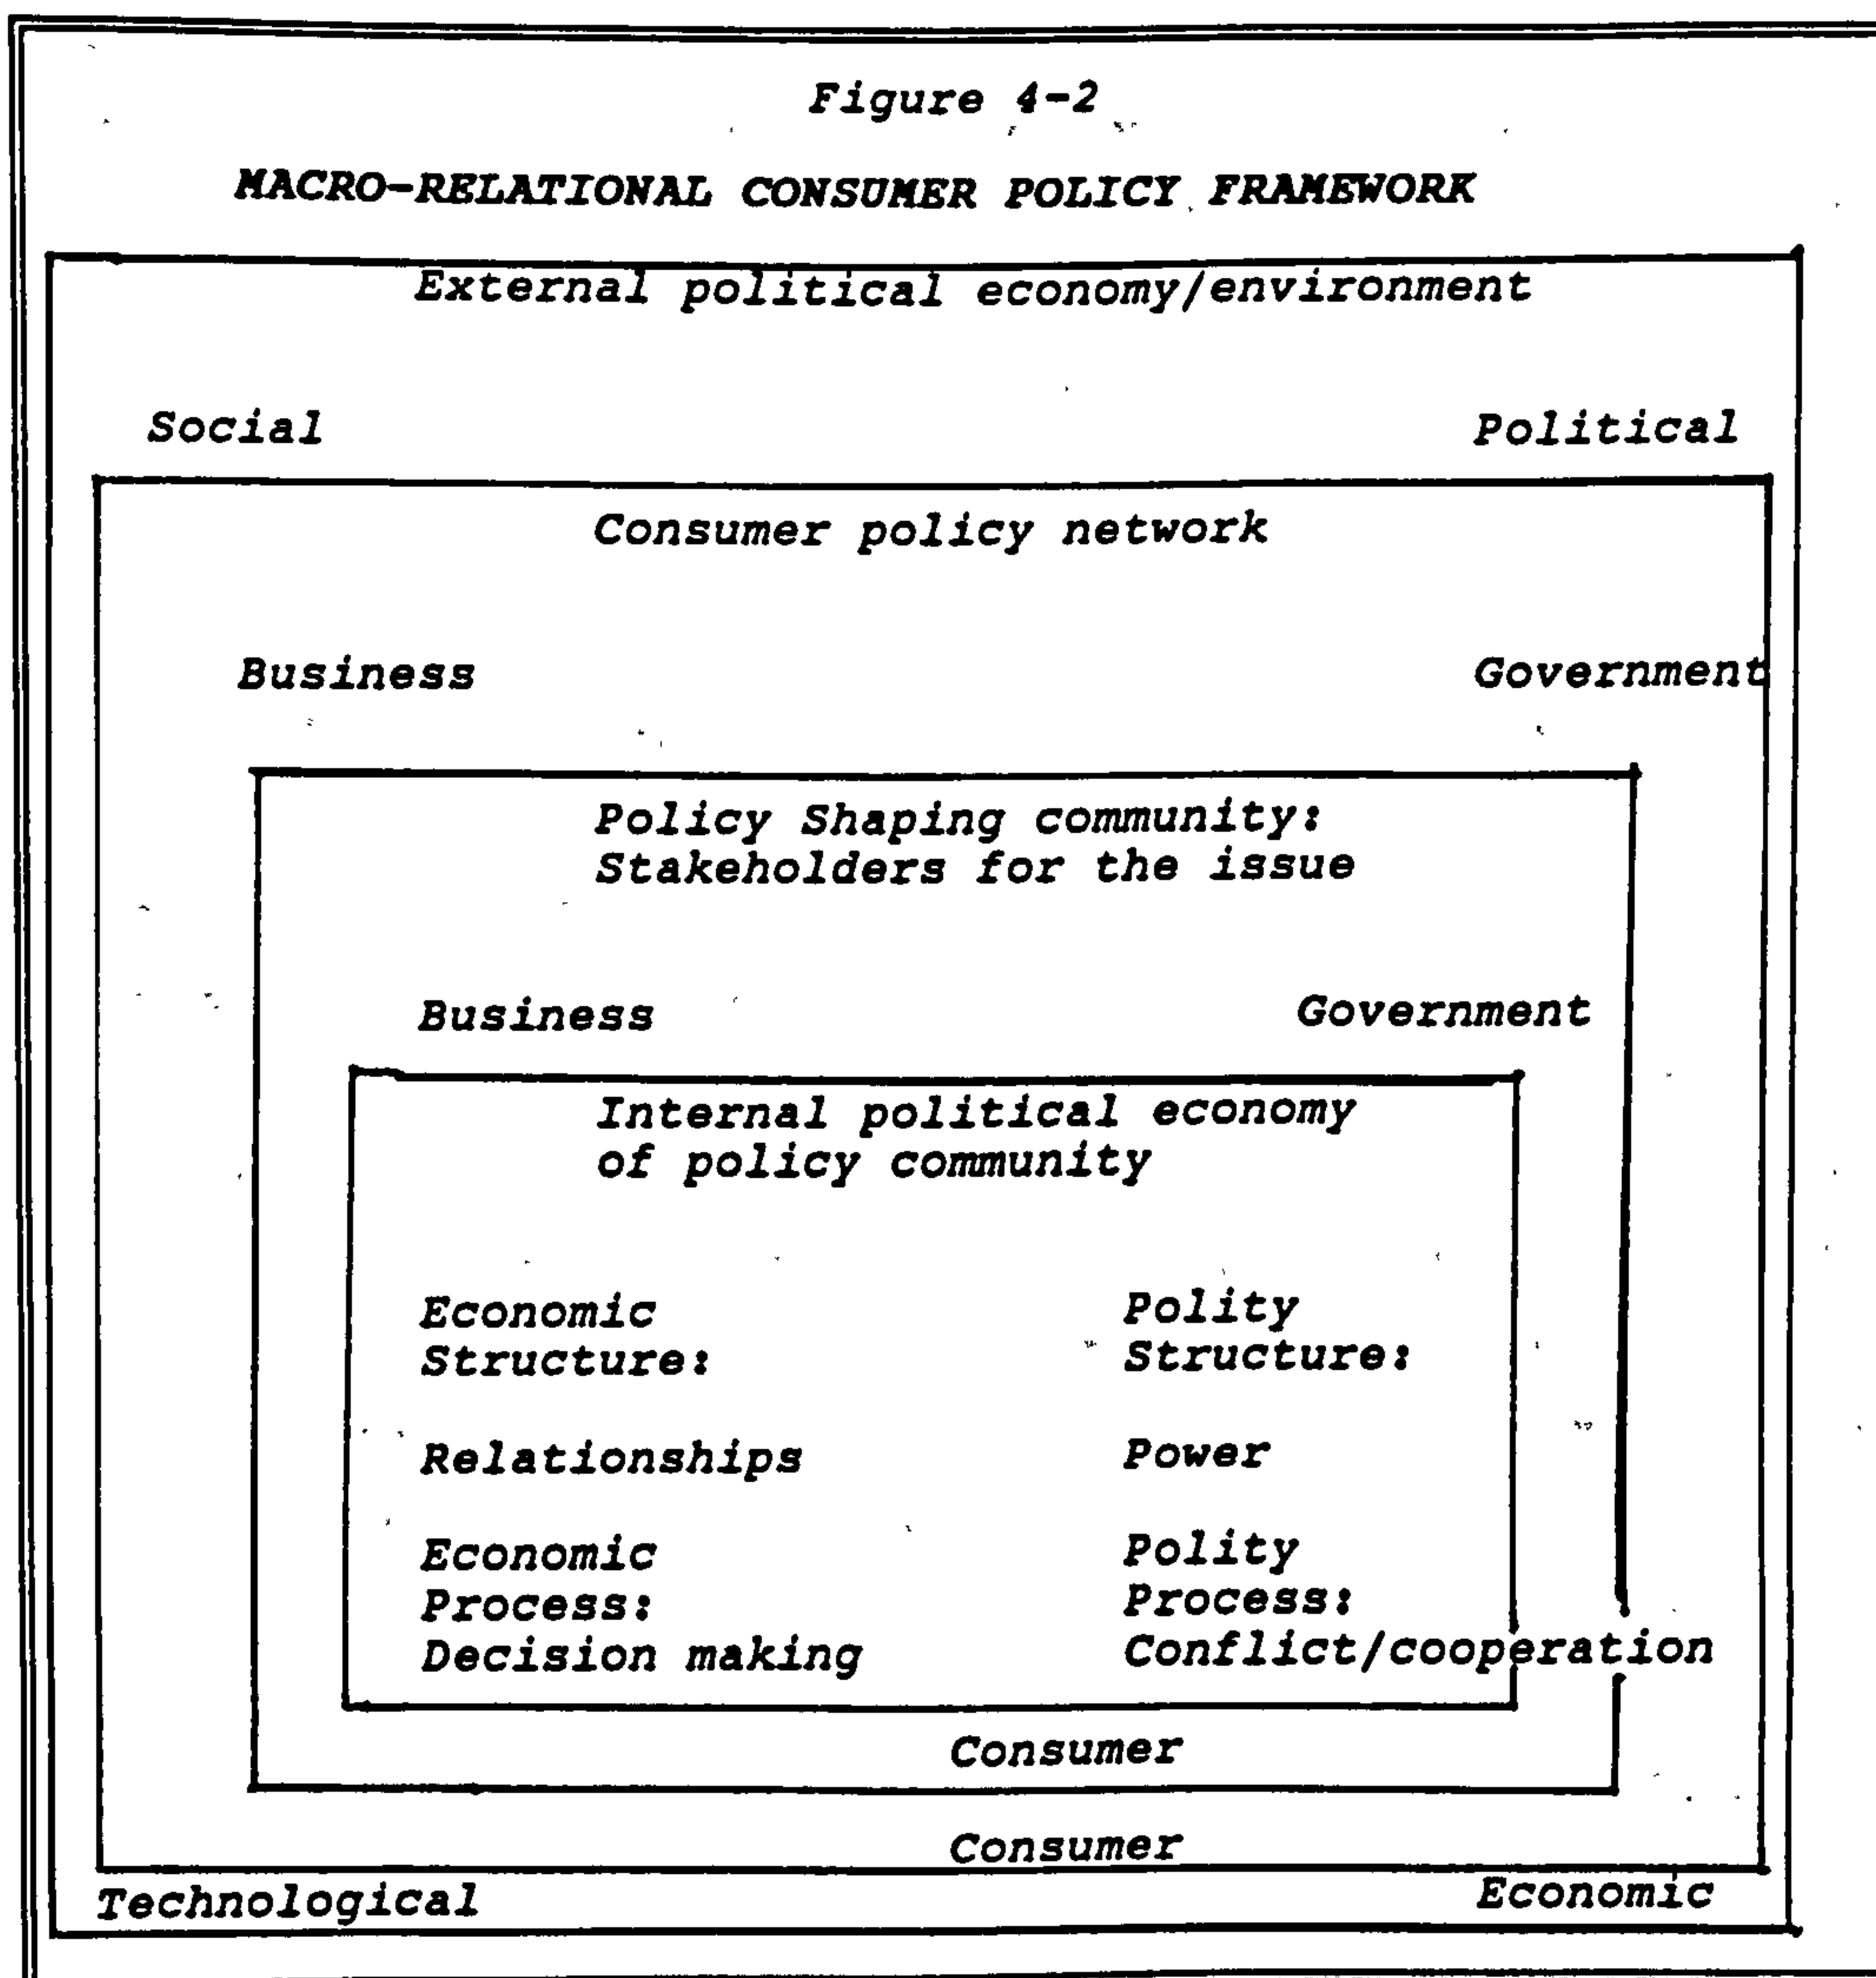 Figure 4-2
MACRO-RELATIONAL CONSUMER POLICY FRAMEWORK
External political economy/environment
Social Political
Consumer policy network
Business Government
Policy Shaping community:
Stakeholders for the issue
Business Government
Internal political economy
of policy community
Economic Polity
Structure: Structure:
Relationships Power
Economic Polity
Process: Process:
Decision making Conflict/cooperation
Consumer
Consumer
Technological Economic